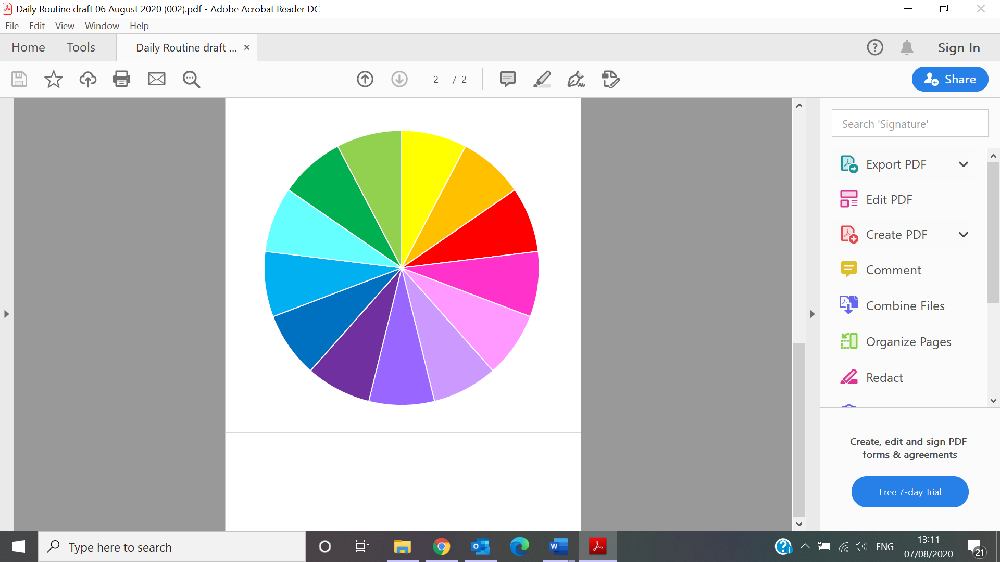 Daily Routine draft 06 August 2020 (002).pdf - Adobe Acrobat Reader DC
File Edit View Window Help
Home Tools Daily Routine draft ... Sign In
2 / 2 Share
Search 'Signature'
Export PDF
Edit PDF
Create PDF
Comment
Combine Files
Organize Pages
Redact
Create, edit and sign PDF
forms & agreements
Free 7-day Trial
Type here to search
ENG
13:11
07/08/2020
21